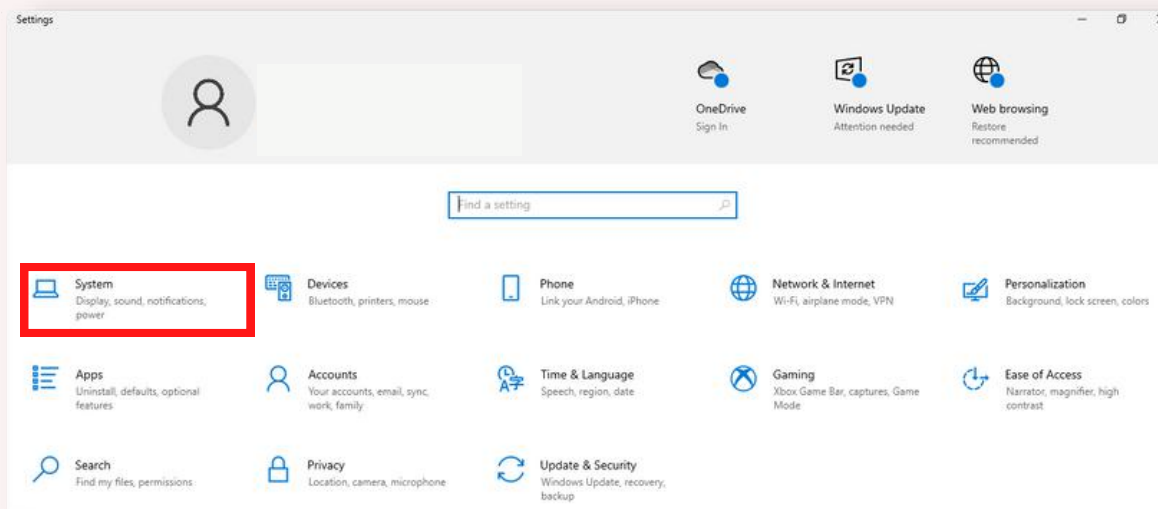 Settings
OneDrive
Sign In
Windows Update
Attention needed
Web browsing
Restore
recommended
Find a setting
System
Display, sound, notifications,
power
Devices
Bluetooth, printers, mouse
Phone
Link your Android, iPhone
Network & Internet
Wi-Fi, airplane mode, VPN
Personalization
Background, lock screen, colors
Apps
Uninstall, defaults, optional
features
Accounts
Your accounts, email, sync,
work, family
Time & Language
Speech, region, date
Gaming
Xbox Game Bar, captures, Game
Mode
Ease of Access
Narrator, magnifier, high
contrast
Search
Find my files, permissions
Privacy
Location, camera, microphone
Update & Security
Windows Update, recovery,
backup